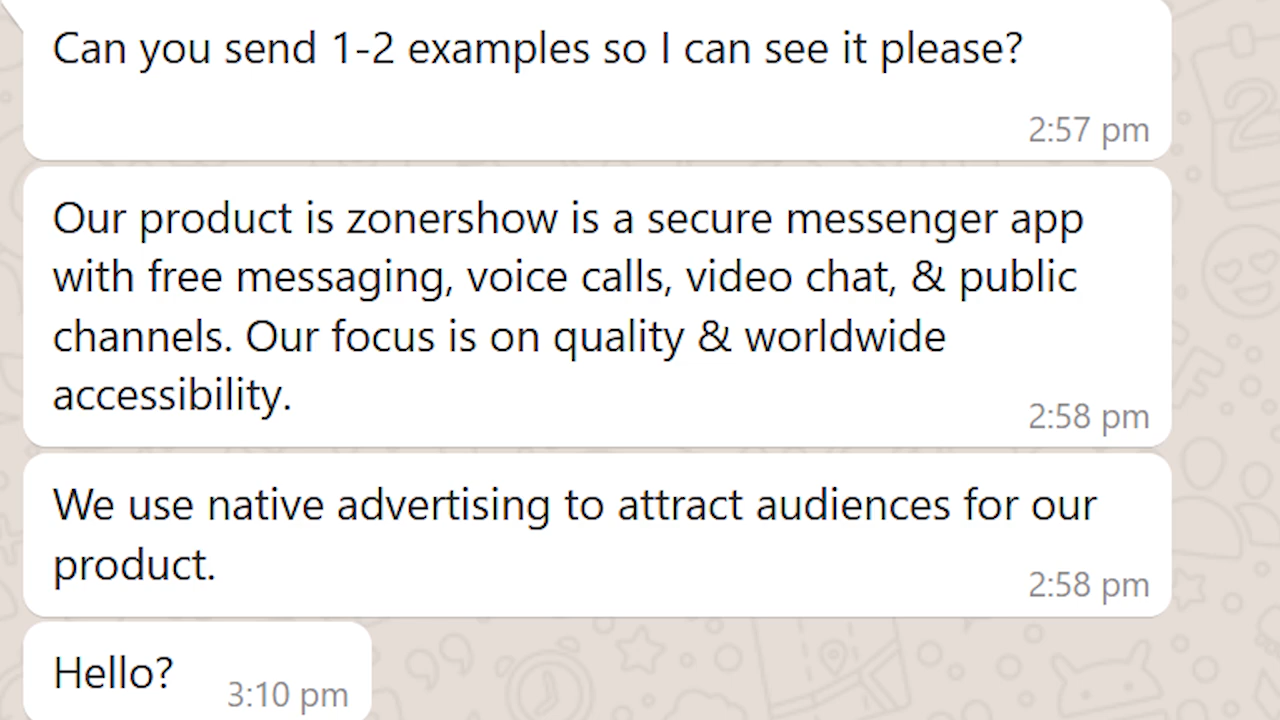 Can you send 1-2 examples so I can see it please?
2:57 pm
Our product is zonershow is a secure messenger app
with free messaging, voice calls, video chat, & public
channels. Our focus is on quality & worldwide
accessibility.
2:58 pm
We use native advertising to attract audiences for our
product.
2:58 pm
Hello?
3:10 pm